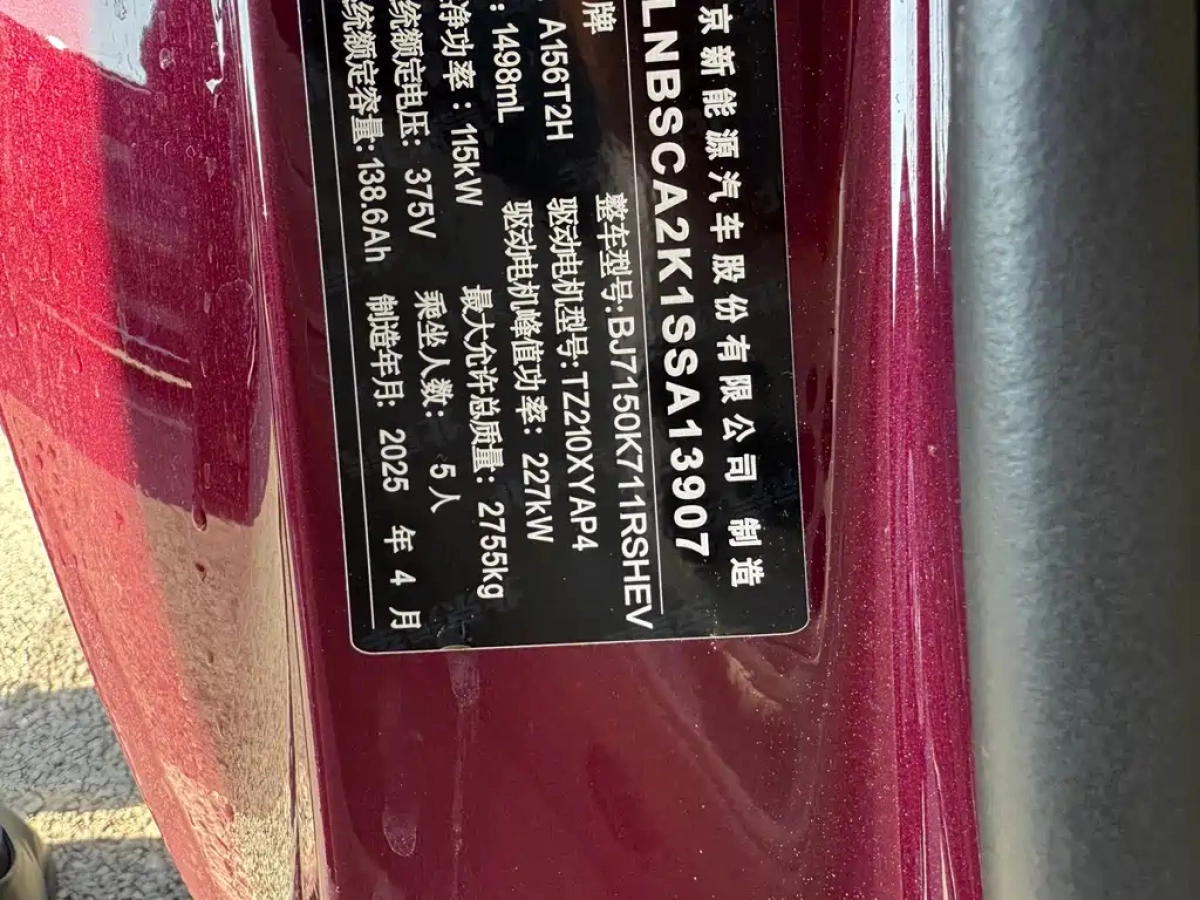 京新能源汽车股份有限公司 制造
LNBSCA2K1SSA13907
牌 整车型号:BJ7150K711RSHEV
A156T2H 驱动电机型号:TZ210XYAP4
: 1498mL 驱动电机峰值功率: 227kW
净功率: 115kW 最大允许总质量: 2755kg
统额定电压: 375V 乘坐人数: 5人
统额定容量: 138.6Ah 制造年月: 2025 年 4 月